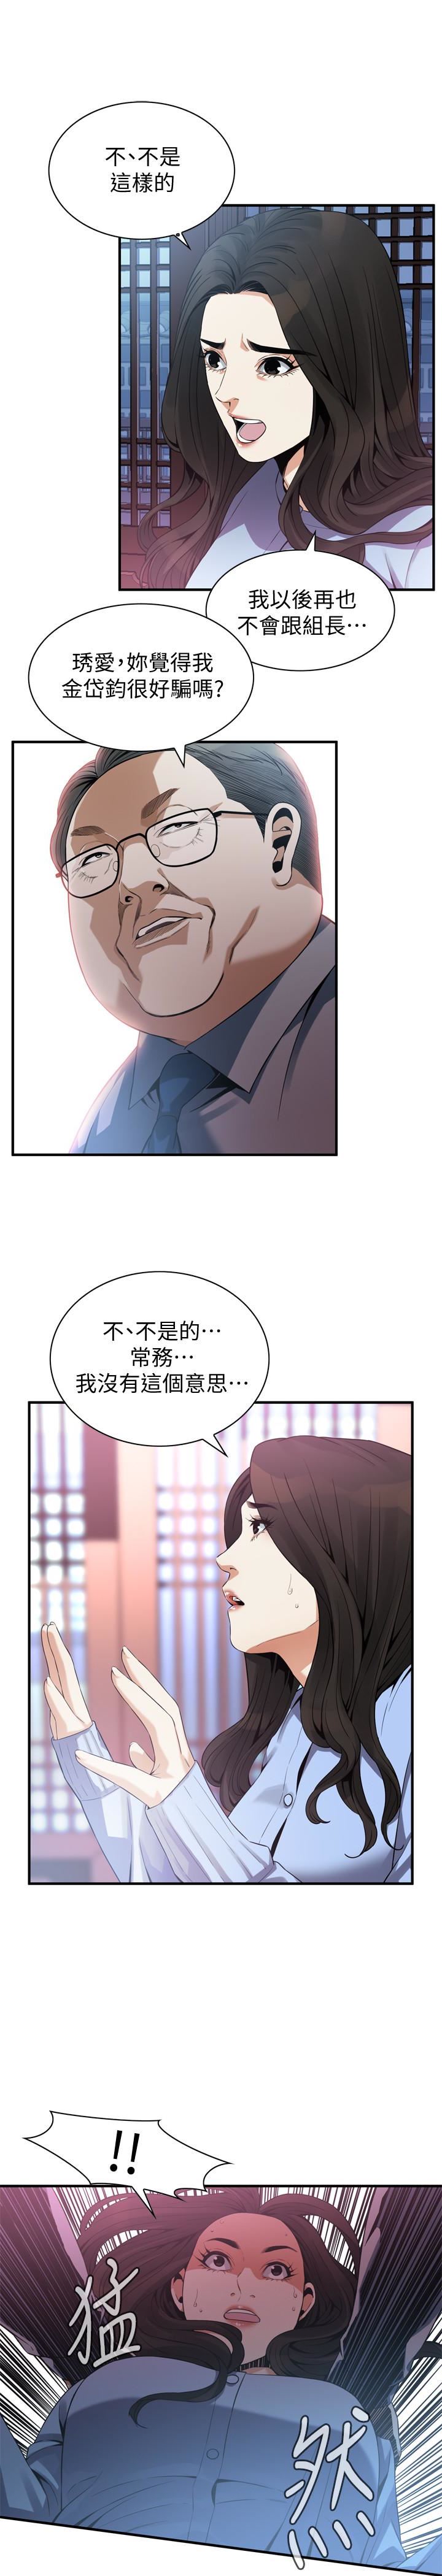 不、不是
這樣的
我以後再也
不會跟組長⋯
琇愛,妳覺得我
金岱鈞很好騙嗎?
不、不是的⋯
常務⋯
我沒有這個意思⋯
!!
猛
然